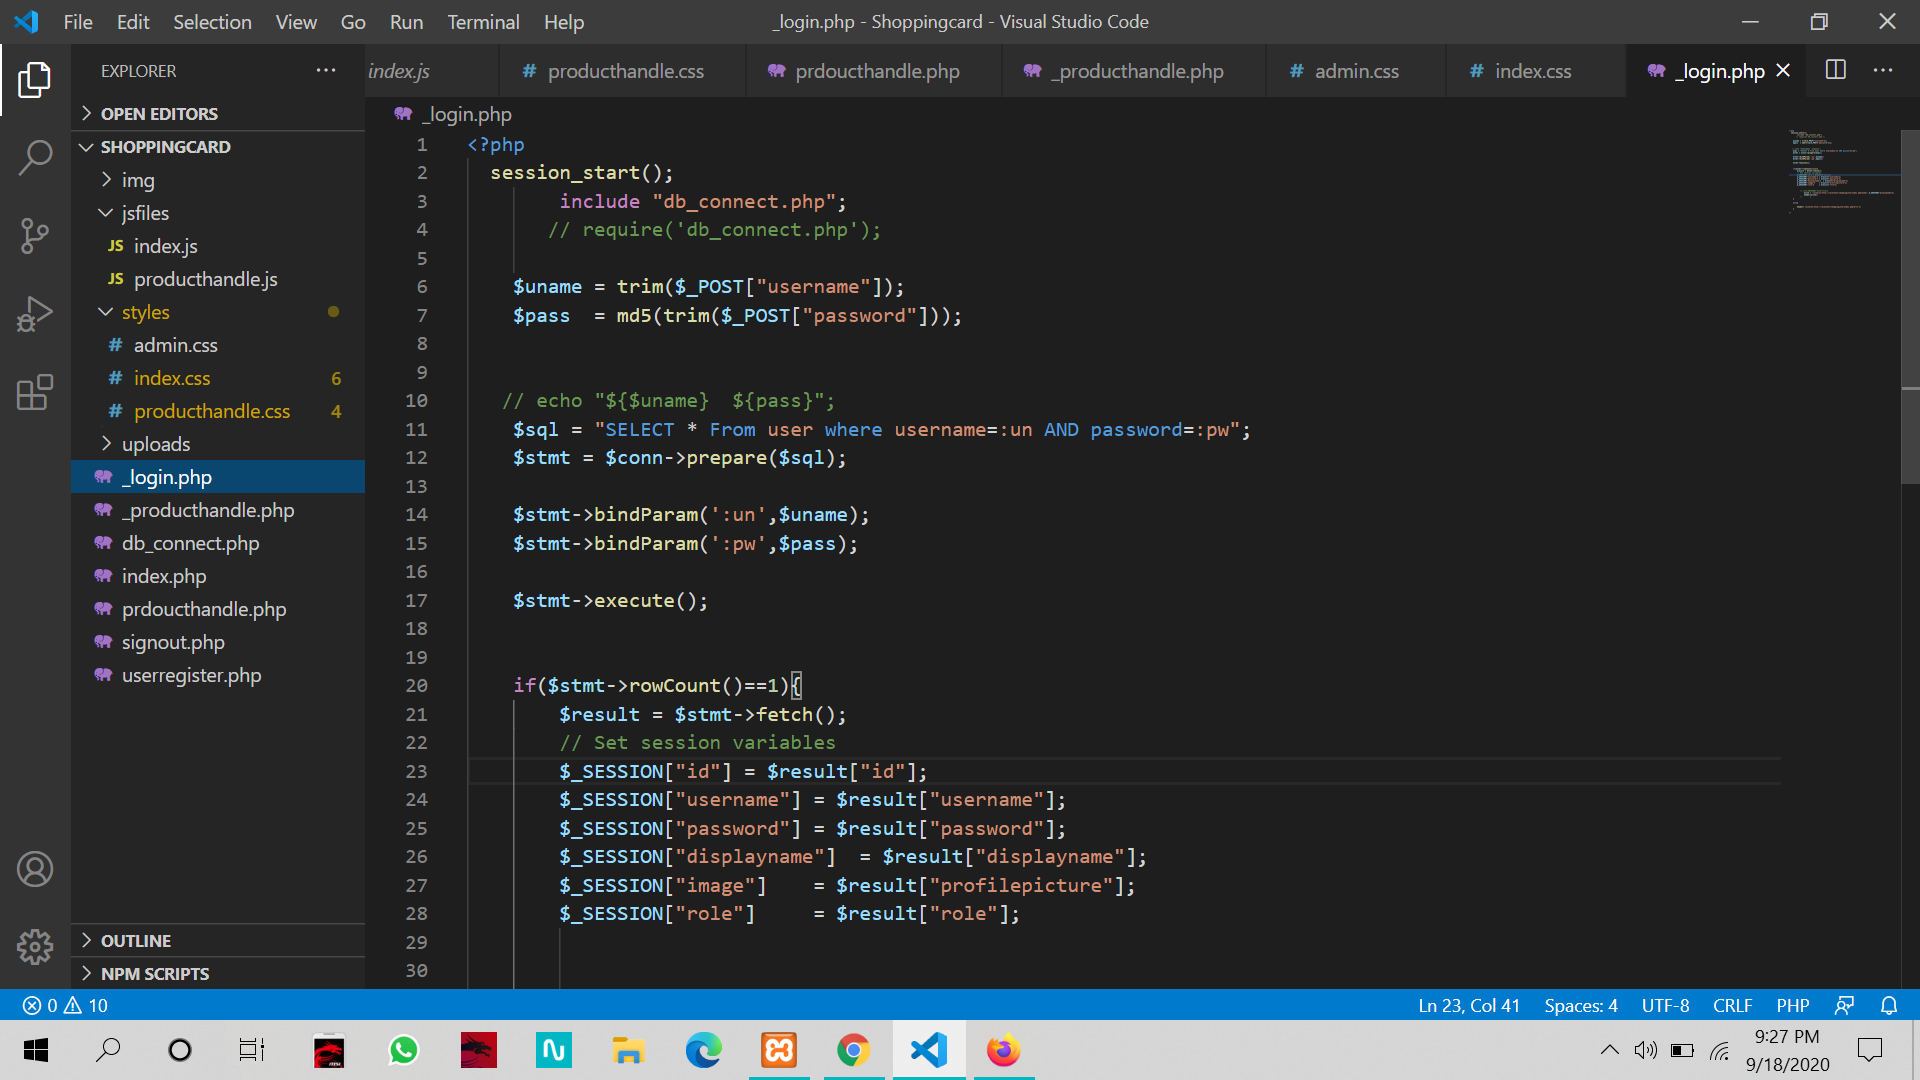 File Edit Selection View Go Run Terminal Help
_login.php - Shoppingcard - Visual Studio Code
EXPLORER
index.js
# producthandle.css
prdoucthandle.php
_producthandle.php
# admin.css
# index.css
_login.php
OPEN EDITORS
SHOPPINGCARD
img
jsfiles
JS index.js
JS producthandle.js
styles
# admin.css
# index.css 6
# producthandle.css 4
uploads
_login.php
_producthandle.php
db_connect.php
index.php
prdoucthandle.php
signout.php
userregister.php
OUTLINE
NPM SCRIPTS
_login.php
1 <?php
2 session_start();
3 include "db_connect.php";
4 // require('db_connect.php');
5
6 $uname = trim($_POST["username"]);
7 $pass  = md5(trim($_POST["password"]));
8
9
10 // echo "${$uname}  ${pass}";
11 $sql = "SELECT * From user where username=:un AND password=:pw";
12 $stmt = $conn->prepare($sql);
13
14 $stmt->bindParam(':un',$uname);
15 $stmt->bindParam(':pw',$pass);
16
17 $stmt->execute();
18
19
20 if($stmt->rowCount()==1){
21 $result = $stmt->fetch();
22 // Set session variables
23 $_SESSION["id"] = $result["id"];
24 $_SESSION["username"] = $result["username"];
25 $_SESSION["password"] = $result["password"];
26 $_SESSION["displayname"]  = $result["displayname"];
27 $_SESSION["image"]    = $result["profilepicture"];
28 $_SESSION["role"]     = $result["role"];
29
30
0 10
Ln 23, Col 41 Spaces: 4 UTF-8 CRLF PHP
9:27 PM
9/18/2020